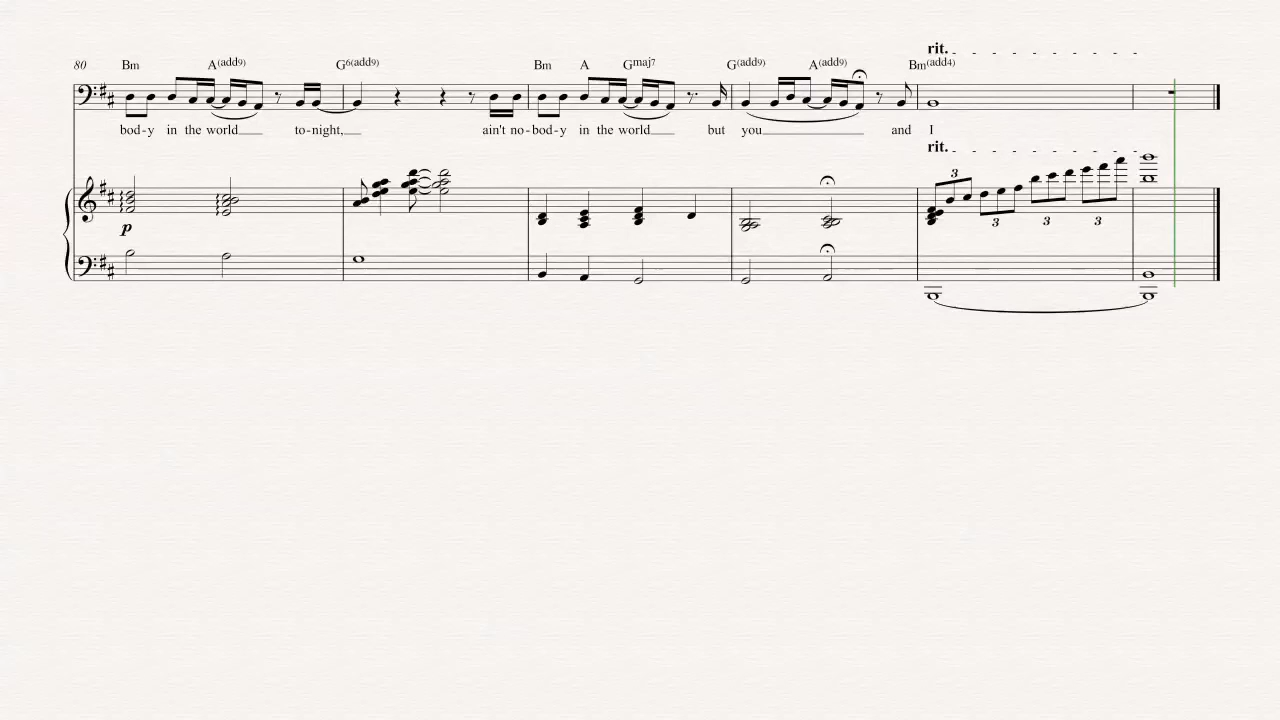 rit.
80 Bm A(add9) G6(add9) Bm A Gmaj7 G(add9) A(add9) Bm(add4)
bod-y in the world to-night, ain't no-bod-y in the world but you and I
rit.
3
p 3 3 3